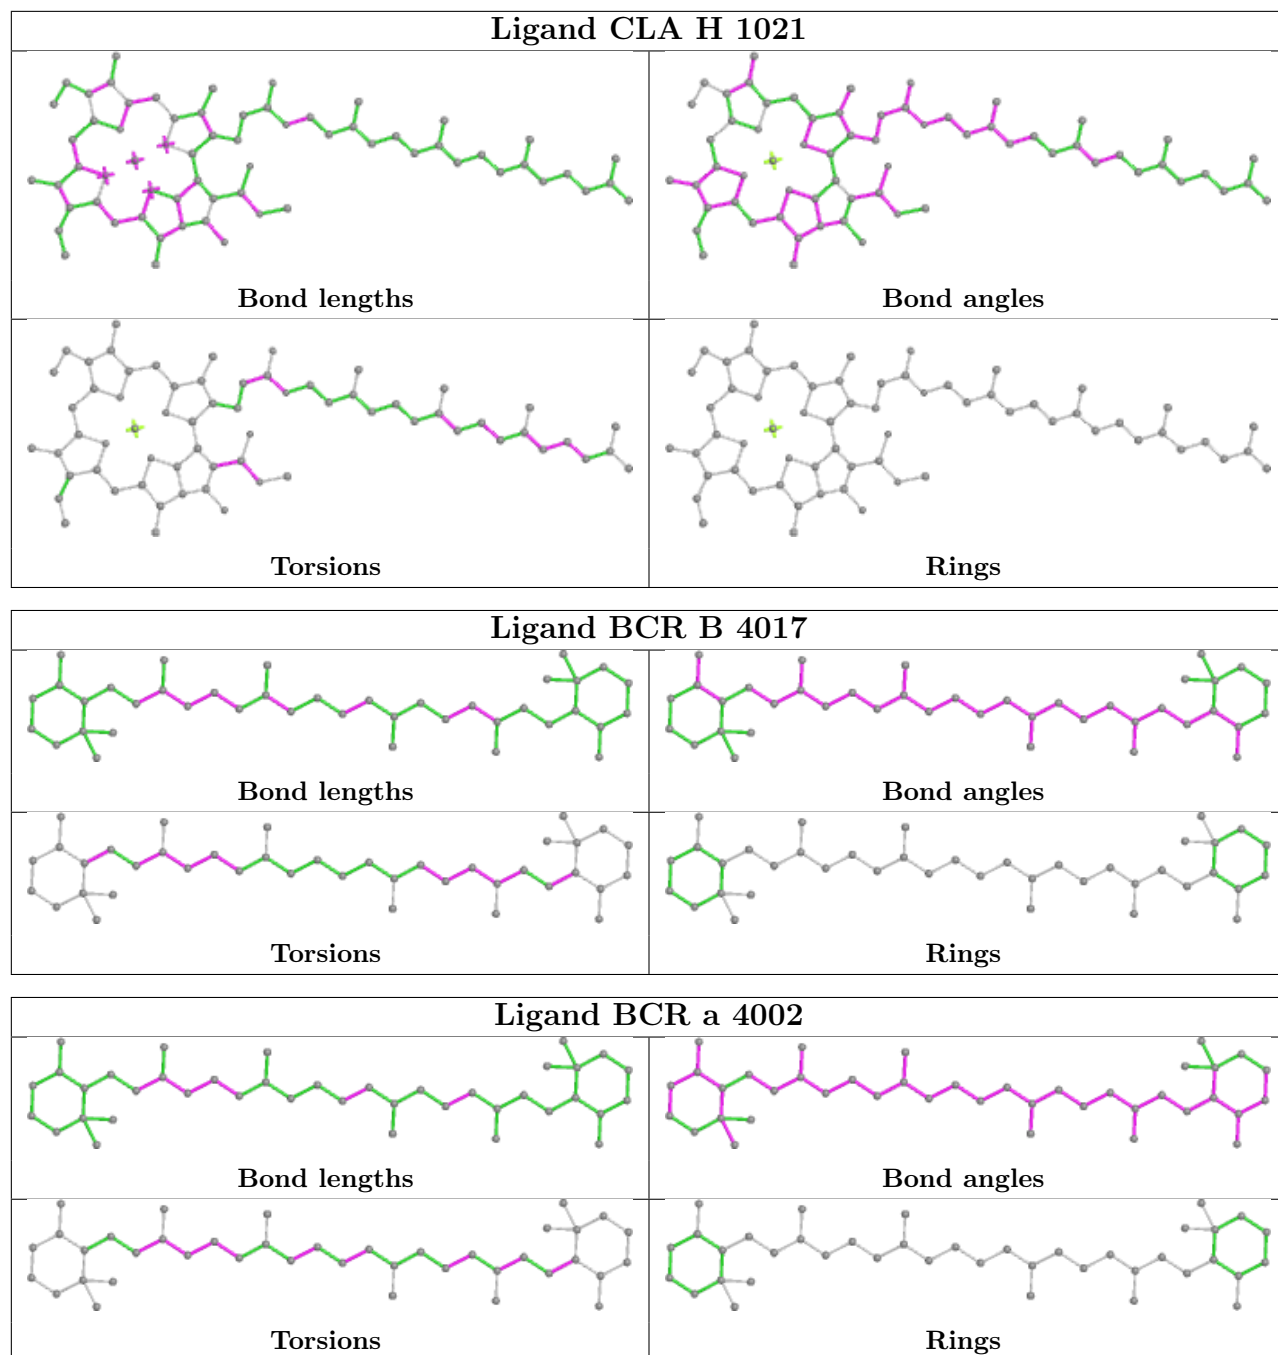 Ligand CLA H 1021
Bond lengths
Bond angles
Torsions
Rings
Ligand BCR B 4017
Bond lengths
Bond angles
Torsions
Rings
Ligand BCR a 4002
Bond lengths
Bond angles
Torsions
Rings